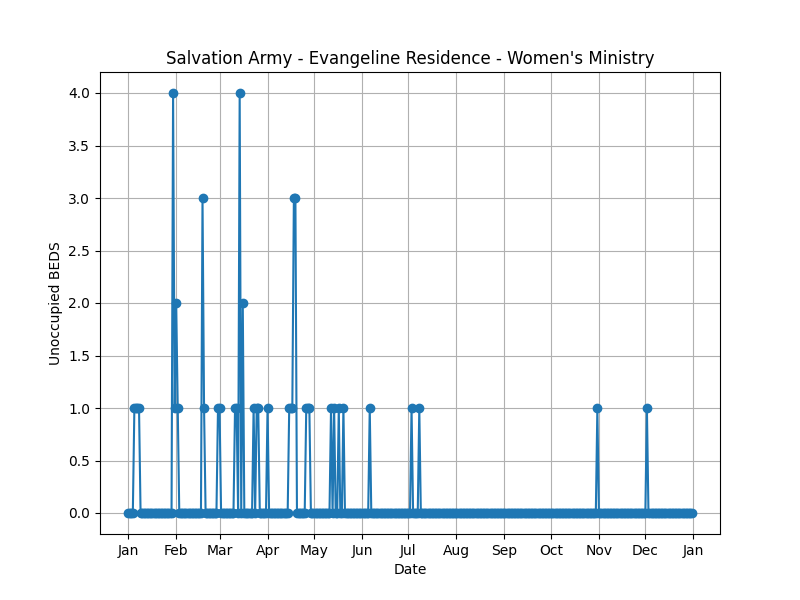 Salvation Army - Evangeline Residence - Women's Ministry
4.0
3.5
3.0
2.5
2.0
1.5
1.0
0.5
0.0
Unoccupied BEDS
Jan Feb Mar Apr May Jun Jul Aug Sep Oct Nov Dec Jan
Date